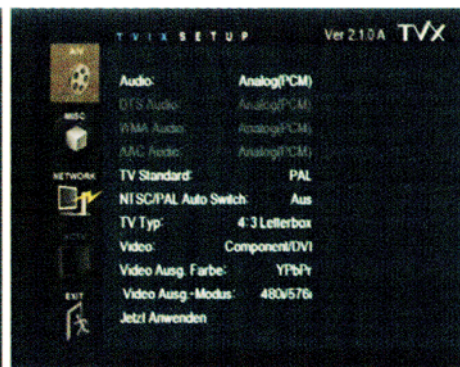 TVIX SETUP Ver 2.1.0 A TVX
A/V
Audio: Analog(PCM)
DTS Audio: Analog(PCM)
MISC
WMA Audio: Analog(PCM)
AAC Audio: Analog(PCM)
NETWORK
TV Standard: PAL
NTSC/PAL Auto Switch: Aus
TV Typ: 4:3 Letterbox
Video: Component/DVI
Video Ausg. Farbe: YPbPr
EXIT
Video Ausg.-Modus: 480i/576i
Jetzt Anwenden